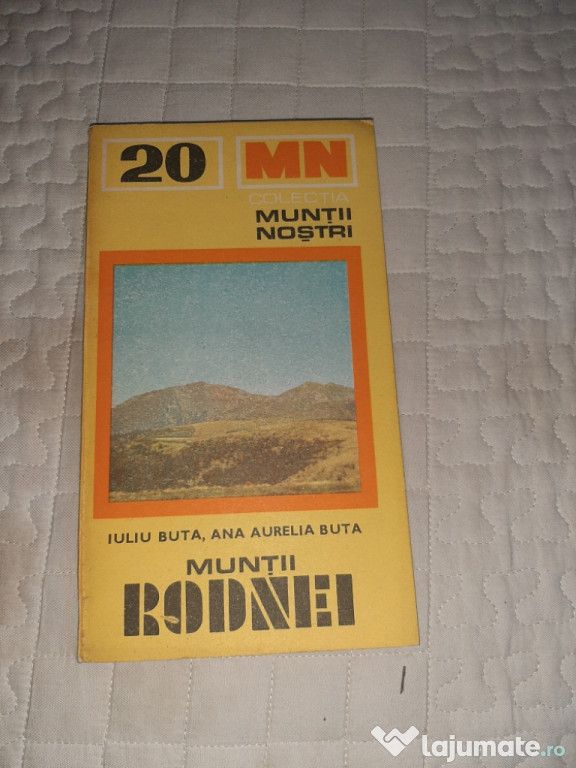 20 MN
COLECȚIA
MUNȚII
NOȘTRI
IULIU BUTA, ANA AURELIA BUTA
MUNȚII
RODNEI
lajumate.ro